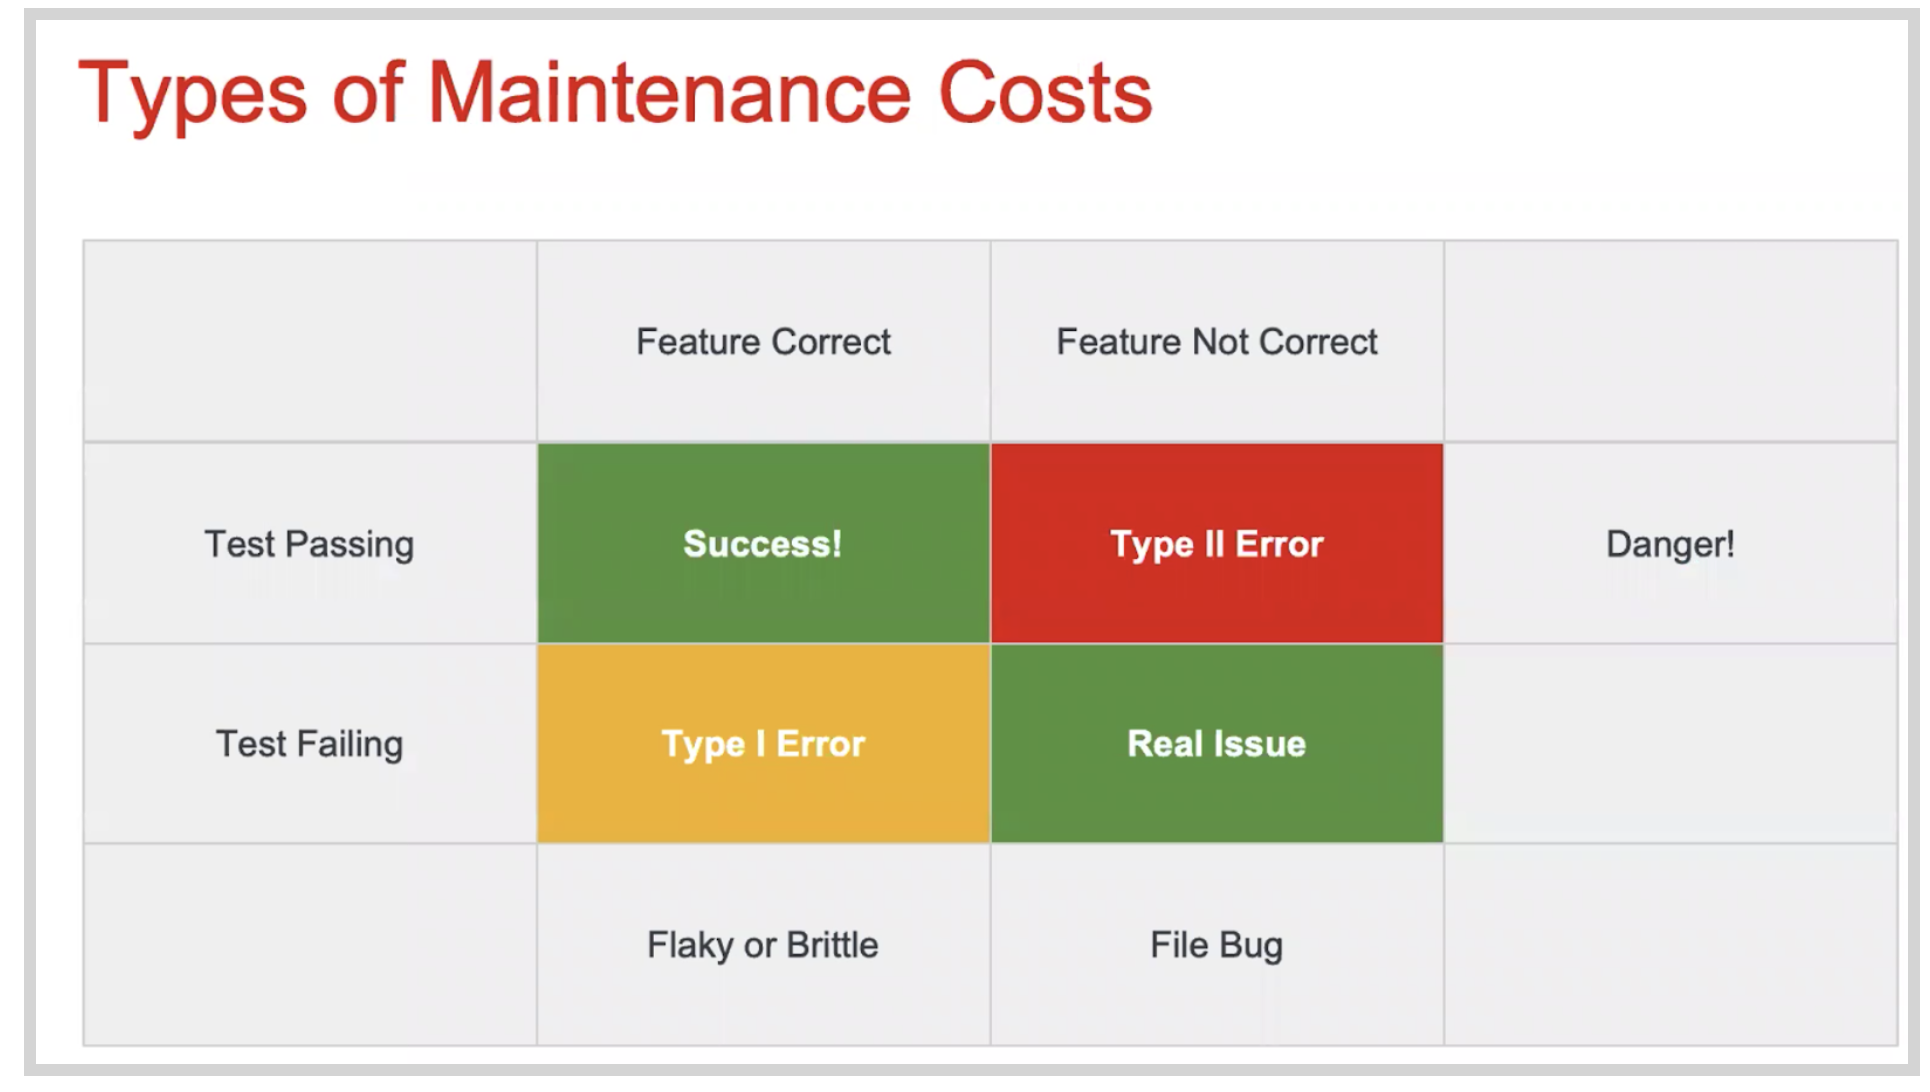 Types of Maintenance Costs
Feature Correct
Feature Not Correct
Test Passing
Success!
Type II Error
Danger!
Test Failing
Type I Error
Real Issue
Flaky or Brittle
File Bug